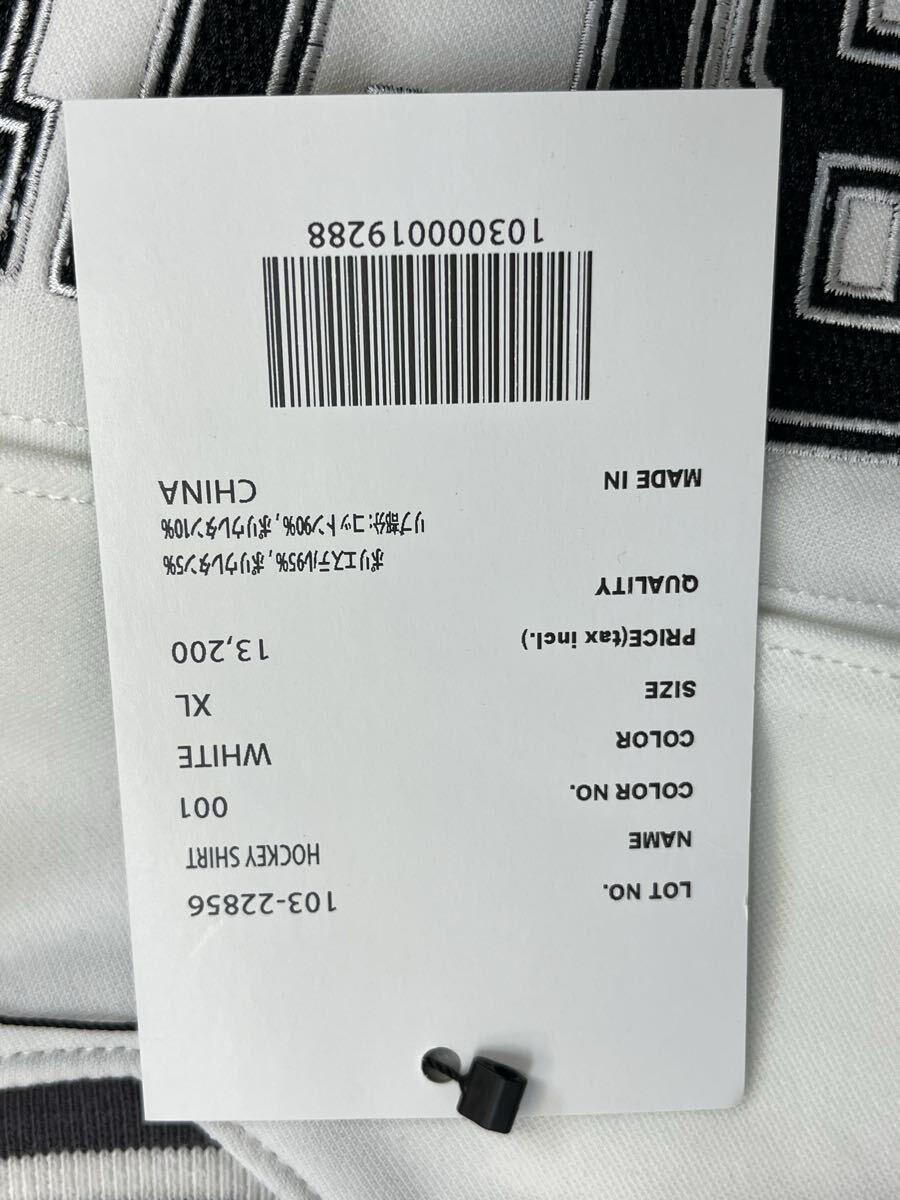 LOT NO. 103-22856
NAME HOCKEY SHIRT
COLOR NO. 001
COLOR WHITE
SIZE XL
PRICE(tax incl.) 13,200
QUALITY
ポリエステル95%, ポリウレタン5%
リブ部分:コットン90%, ポリウレタン10%
MADE IN CHINA
103000019288